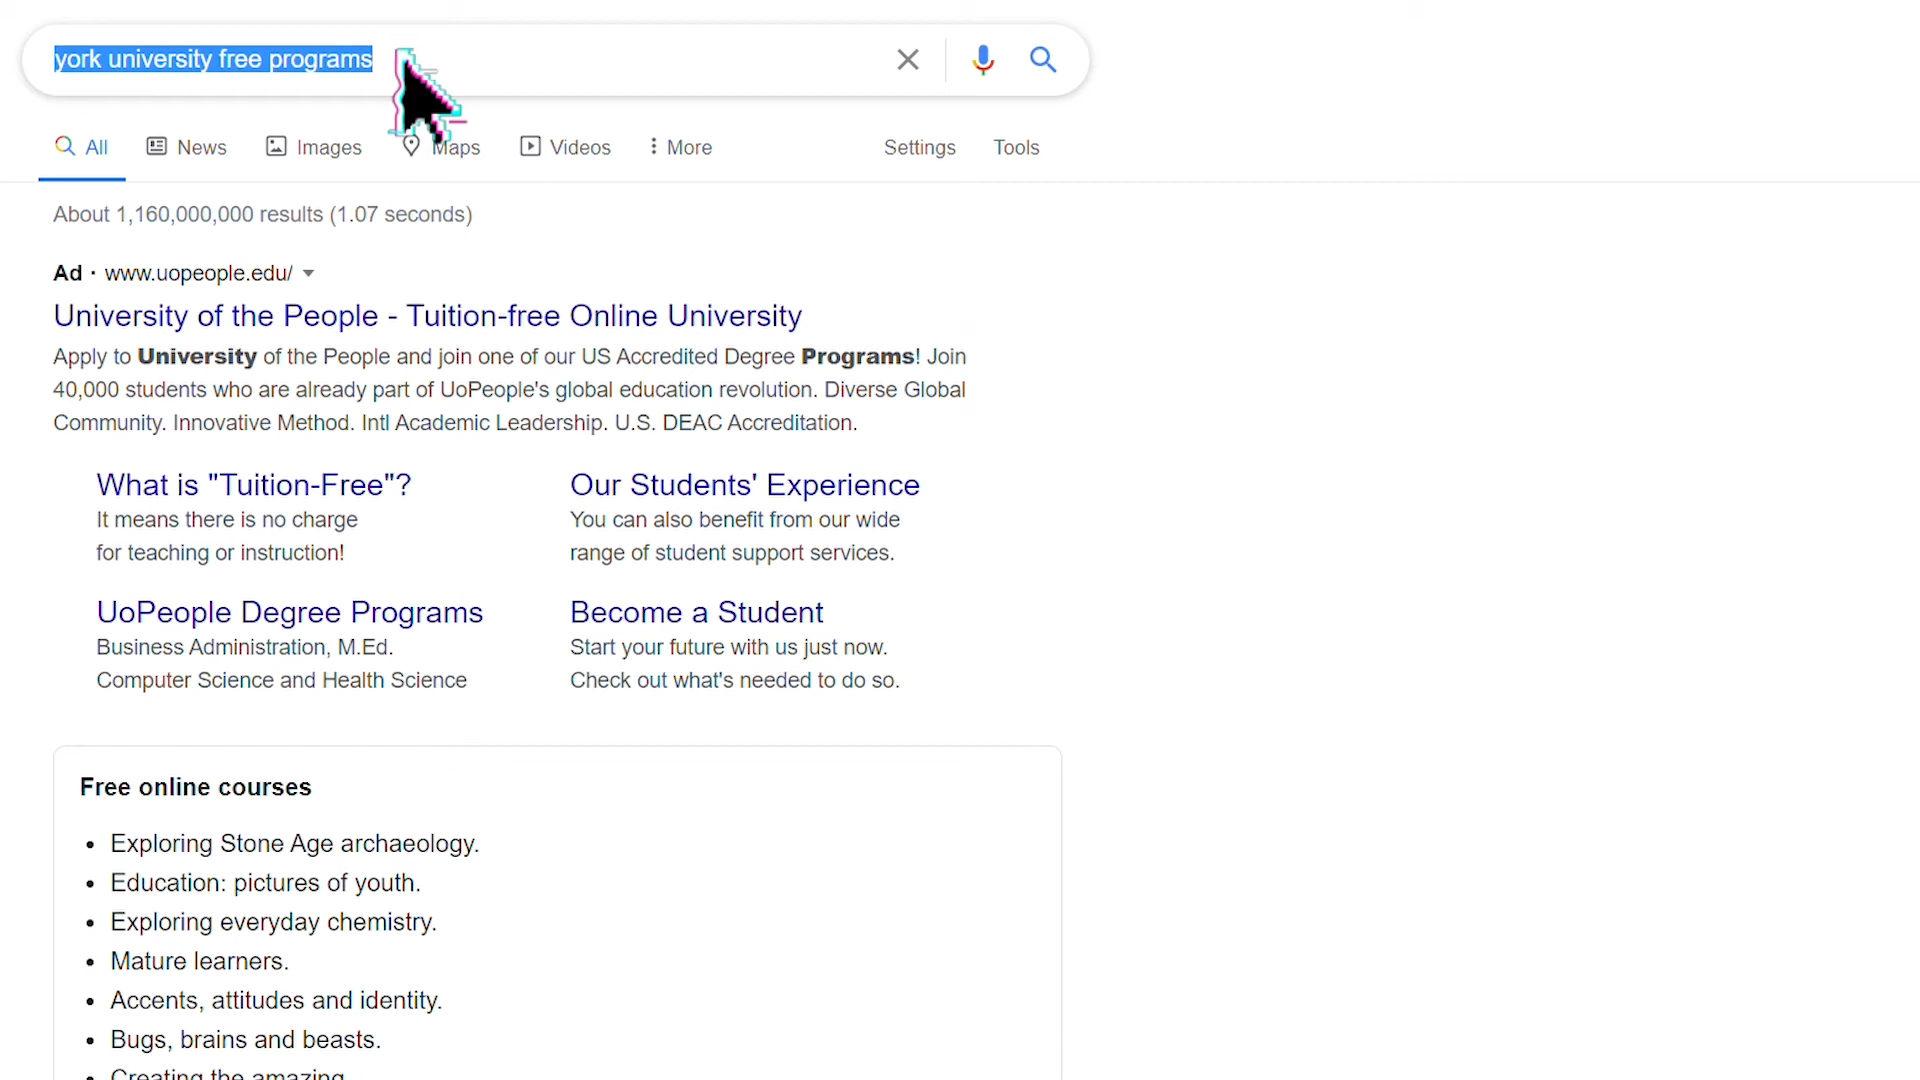 york university free programs
All News Images Maps Videos More Settings Tools
About 1,160,000,000 results (1.07 seconds)
Ad · www.uopeople.edu/
University of the People - Tuition-free Online University
Apply to University of the People and join one of our US Accredited Degree Programs! Join
40,000 students who are already part of UoPeople's global education revolution. Diverse Global
Community. Innovative Method. Intl Academic Leadership. U.S. DEAC Accreditation.
What is "Tuition-Free"?
It means there is no charge
for teaching or instruction!
Our Students' Experience
You can also benefit from our wide
range of student support services.
UoPeople Degree Programs
Business Administration, M.Ed.
Computer Science and Health Science
Become a Student
Start your future with us just now.
Check out what's needed to do so.
Free online courses
• Exploring Stone Age archaeology.
• Education: pictures of youth.
• Exploring everyday chemistry.
• Mature learners.
• Accents, attitudes and identity.
• Bugs, brains and beasts.
• Creating the amazing.